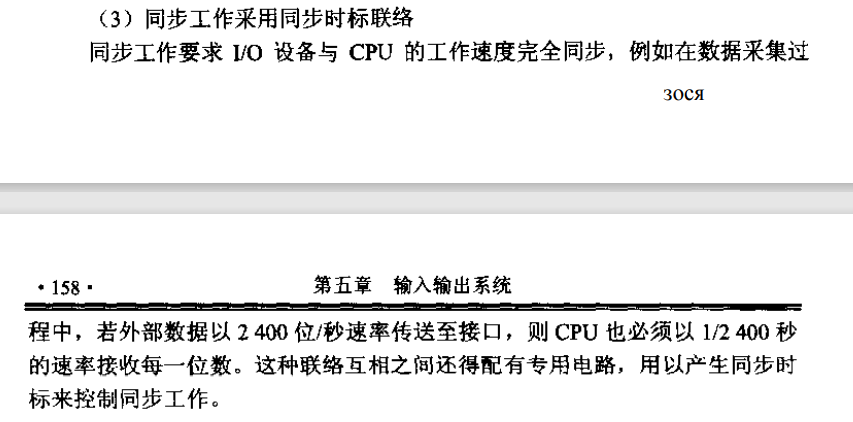 （3）同步工作采用同步时标联络
同步工作要求 I/O 设备与 CPU 的工作速度完全同步，例如在数据采集过
зося
·158· 第五章 输入输出系统
程中，若外部数据以 2 400 位/秒速率传送至接口，则 CPU 也必须以 1/2 400 秒
的速率接收每一位数。这种联络互相之间还得配有专用电路，用以产生同步时
标来控制同步工作。